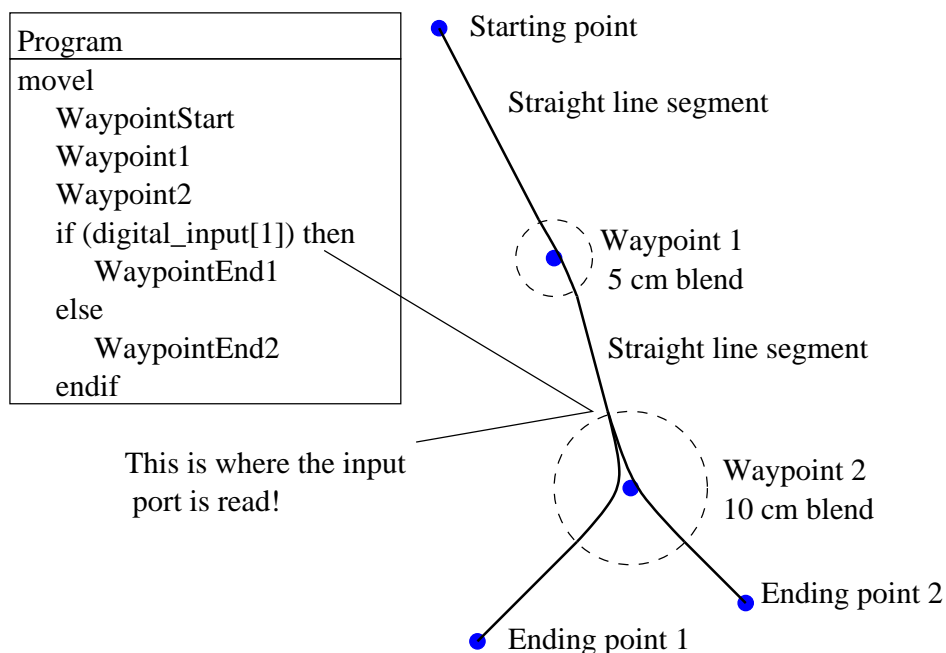 Program
movel
WaypointStart
Waypoint1
Waypoint2
if (digital_input[1]) then
WaypointEnd1
else
WaypointEnd2
endif
Starting point
Straight line segment
Waypoint 1
5 cm blend
Straight line segment
This is where the input
port is read!
Waypoint 2
10 cm blend
Ending point 2
Ending point 1